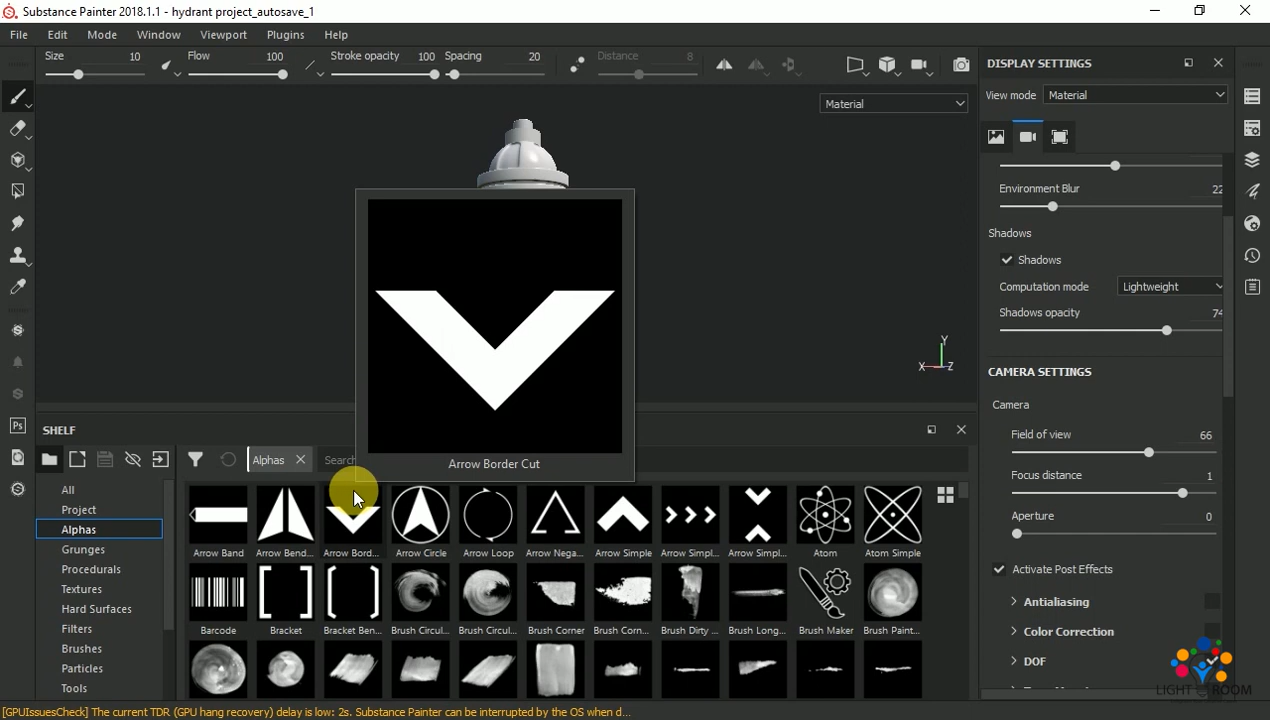 Substance Painter 2018.1.1 - hydrant project_autosave_1
File Edit Mode Window Viewport Plugins Help
Size 10 Flow 100 Stroke opacity 100 Spacing 20 Distance 8
DISPLAY SETTINGS
View mode Material
Material
Environment Blur 22
Shadows
Shadows
Computation mode Lightweight
Shadows opacity 74
Y
X Z
CAMERA SETTINGS
Camera
Field of view 66
Focus distance 1
Aperture 0
Activate Post Effects
Antialiasing
Color Correction
DOF
Arrow Border Cut
SHELF
Ps
Alphas
Search
All
Project
Alphas
Grunges
Procedurals
Textures
Hard Surfaces
Filters
Brushes
Particles
Tools
Arrow Band Arrow Bend... Arrow Bord... Arrow Circle Arrow Loop Arrow Nega... Arrow Simple Arrow Simpl... Arrow Simpl... Atom Atom Simple
Barcode Bracket Bracket Ben... Brush Circul... Brush Circul... Brush Corner Brush Corn... Brush Dirty ... Brush Long... Brush Maker Brush Paint...
LIGHT ROOM
[GPUIssuesCheck] The current TDR (GPU hang recovery) delay is low: 2s. Substance Painter can be interrupted by the OS when d...